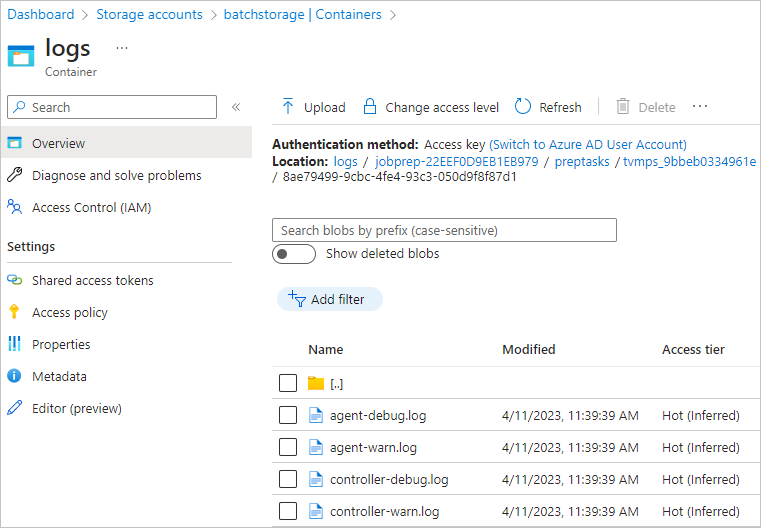 Dashboard > Storage accounts > batchstorage | Containers >
logs ...
Container
Search «
Overview
Diagnose and solve problems
Access Control (IAM)
Settings
Shared access tokens
Access policy
Properties
Metadata
Editor (preview)
Upload Change access level Refresh Delete ...
Authentication method: Access key (Switch to Azure AD User Account)
Location: logs / jobprep-22EEF0D9EB1EB979 / preptasks / tvmps_9bbeb0334961e
/ 8ae79499-9cbc-4fe4-93c3-050d9f8f87d1
Search blobs by prefix (case-sensitive)
Show deleted blobs
Add filter
Name Modified Access tier
[..]
agent-debug.log 4/11/2023, 11:39:39 AM Hot (Inferred)
agent-warn.log 4/11/2023, 11:39:39 AM Hot (Inferred)
controller-debug.log 4/11/2023, 11:39:39 AM Hot (Inferred)
controller-warn.log 4/11/2023, 11:39:39 AM Hot (Inferred)